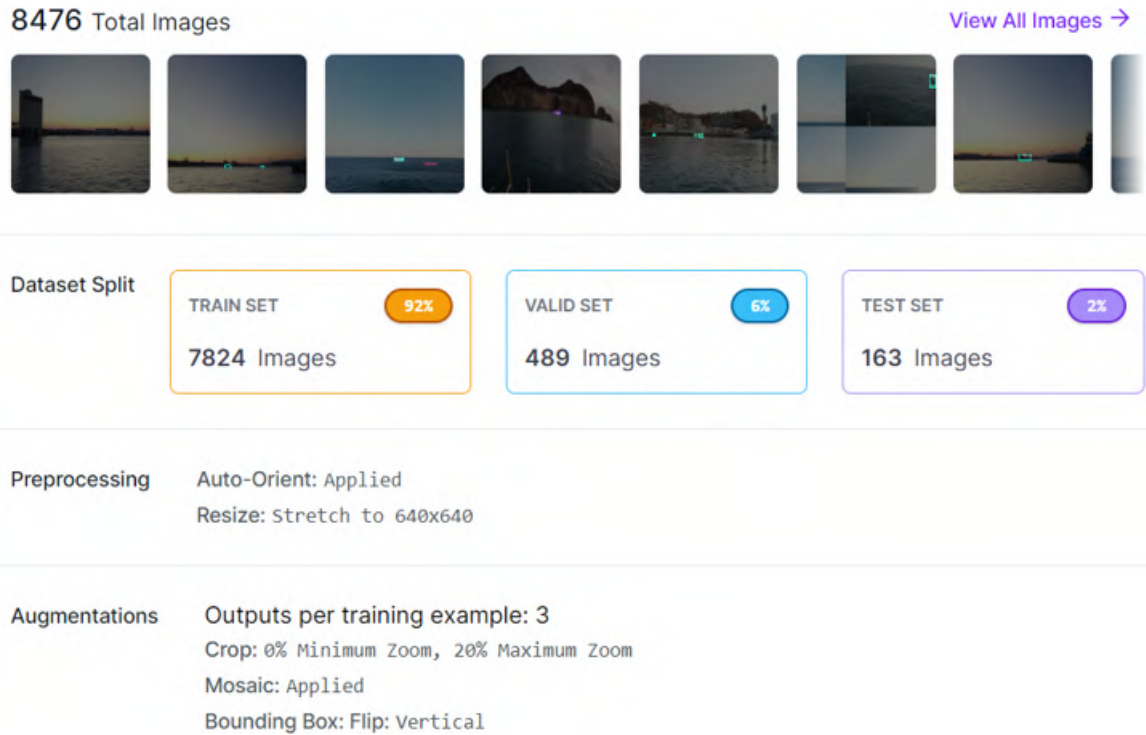 8476 Total Images
View All Images →
Dataset Split
TRAIN SET 92%
7824 Images
VALID SET 6%
489 Images
TEST SET 2%
163 Images
Preprocessing
Auto-Orient: Applied
Resize: Stretch to 640x640
Augmentations
Outputs per training example: 3
Crop: 0% Minimum Zoom, 20% Maximum Zoom
Mosaic: Applied
Bounding Box: Flip: Vertical